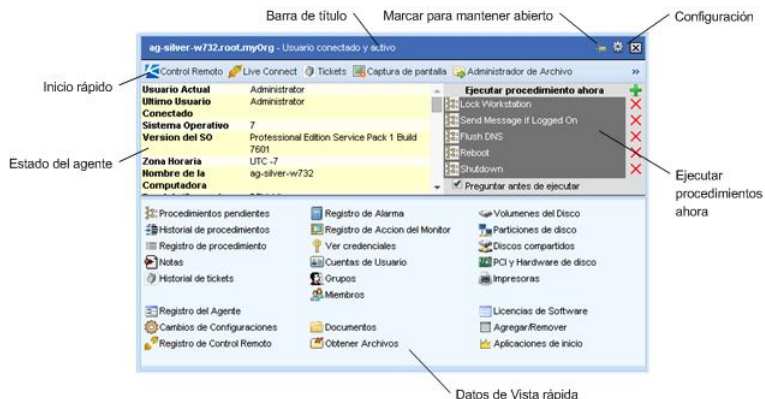 Barra de título
Marcar para mantener abierto
Configuración
ag-silver-w732.root.myOrg - Usuario conectado y activo
Inicio rápido
Control Remoto Live Connect Tickets Captura de pantalla Administrador de Archivo »
Usuario Actual Administrator
Ultimo Usuario Administrator
Conectado
Sistema Operativo 7
Version del SO Professional Edition Service Pack 1 Build
7601
Zona Horaria UTC -7
Nombre de la ag-silver-w732
Computadora
Ejecutar procedimiento ahora
Lock Workstation
Send Message if Logged On
Flush DNS
Reboot
Shutdown
Preguntar antes de ejecutar
Estado del agente
Ejecutar
procedimientos
ahora
Procedimientos pendientes Registro de Alarma Volumenes del Disco
Historial de procedimientos Registro de Accion del Monitor Particiones de disco
Registro de procedimiento Ver credenciales Discos compartidos
Notas Cuentas de Usuario PCI y Hardware de disco
Historial de tickets Grupos Impresoras
Miembros
Registro del Agente Licencias de Software
Cambios de Configuraciones Documentos Agregar/Remover
Registro de Control Remoto Obtener Archivos Aplicaciones de inicio
Datos de Vista rápida